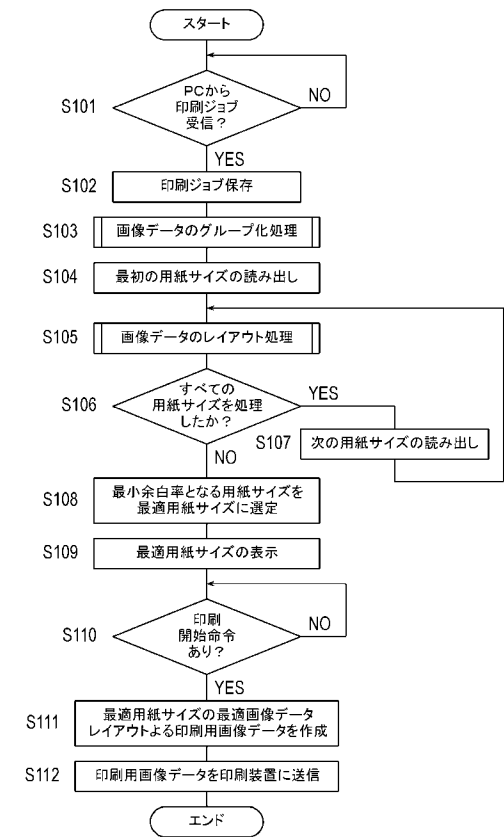 スタート
S101
PCから
印刷ジョブ
受信？
NO
YES
S102
印刷ジョブ保存
S103
画像データのグループ化処理
S104
最初の用紙サイズの読み出し
S105
画像データのレイアウト処理
S106
すべての
用紙サイズを処理
したか？
YES
S107
次の用紙サイズの読み出し
NO
S108
最小余白率となる用紙サイズを
最適用紙サイズに選定
S109
最適用紙サイズの表示
S110
印刷
開始命令
あり？
NO
YES
S111
最適用紙サイズの最適画像データ
レイアウトよる印刷用画像データを作成
S112
印刷用画像データを印刷装置に送信
エンド